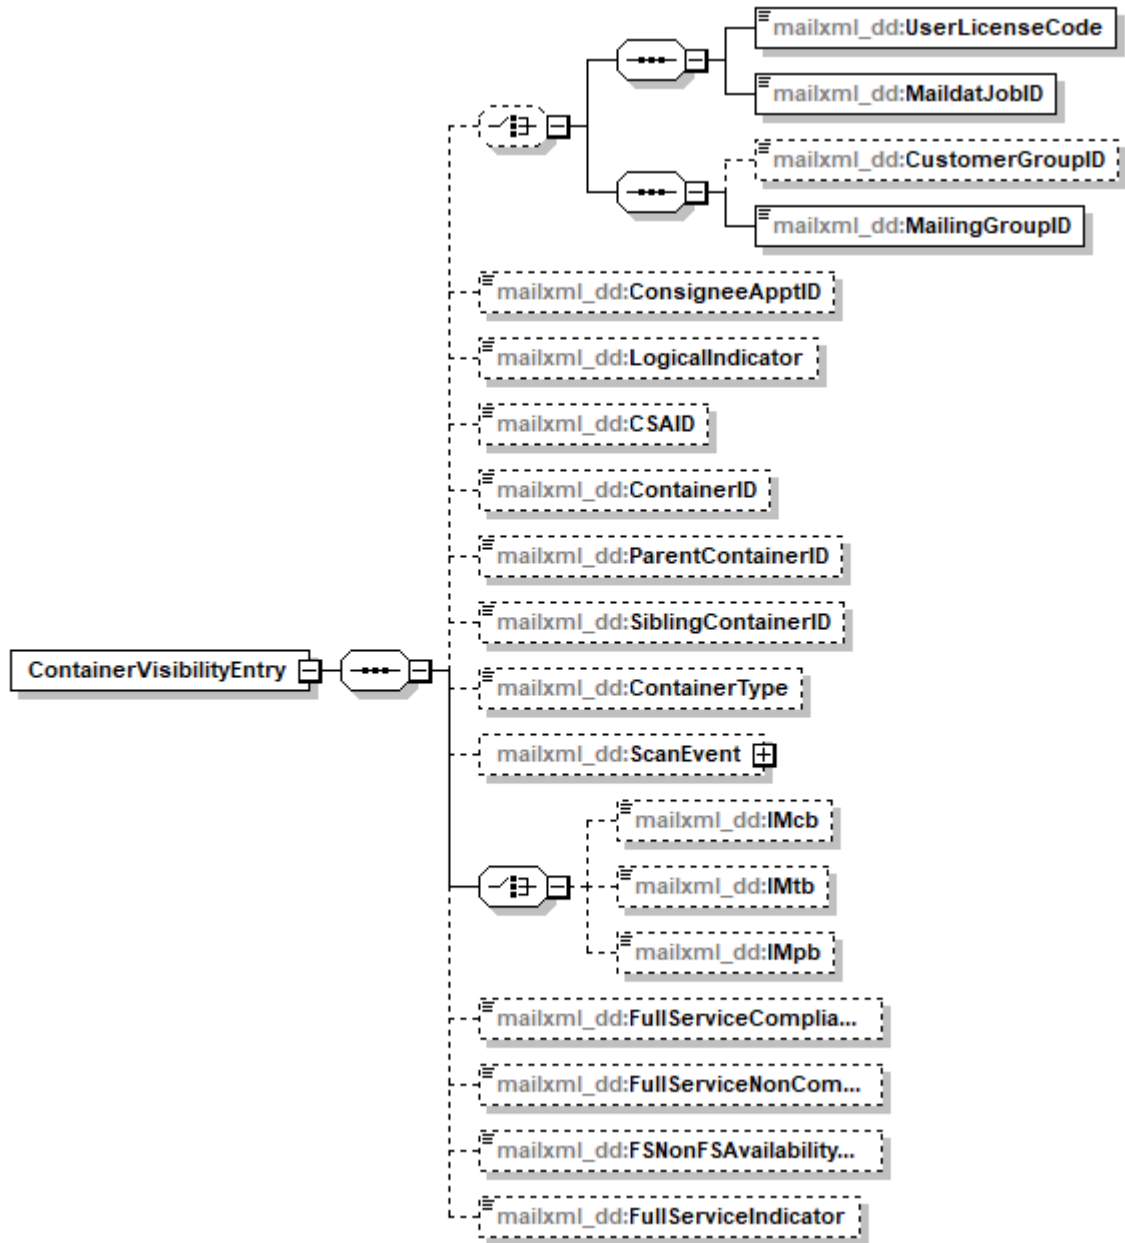 mailxml_dd:UserLicenseCode
mailxml_dd:MaildatJobID
mailxml_dd:CustomerGroupID
mailxml_dd:MailingGroupID
mailxml_dd:ConsigneeApptID
mailxml_dd:LogicalIndicator
mailxml_dd:CSAID
mailxml_dd:ContainerID
mailxml_dd:ParentContainerID
mailxml_dd:SiblingContainerID
ContainerVisibilityEntry
mailxml_dd:ContainerType
mailxml_dd:ScanEvent
mailxml_dd:IMcb
mailxml_dd:IMtb
mailxml_dd:IMpb
mailxml_dd:FullServiceComplia...
mailxml_dd:FullServiceNonCom...
mailxml_dd:FSNonFSAvailability...
mailxml_dd:FullServiceIndicator